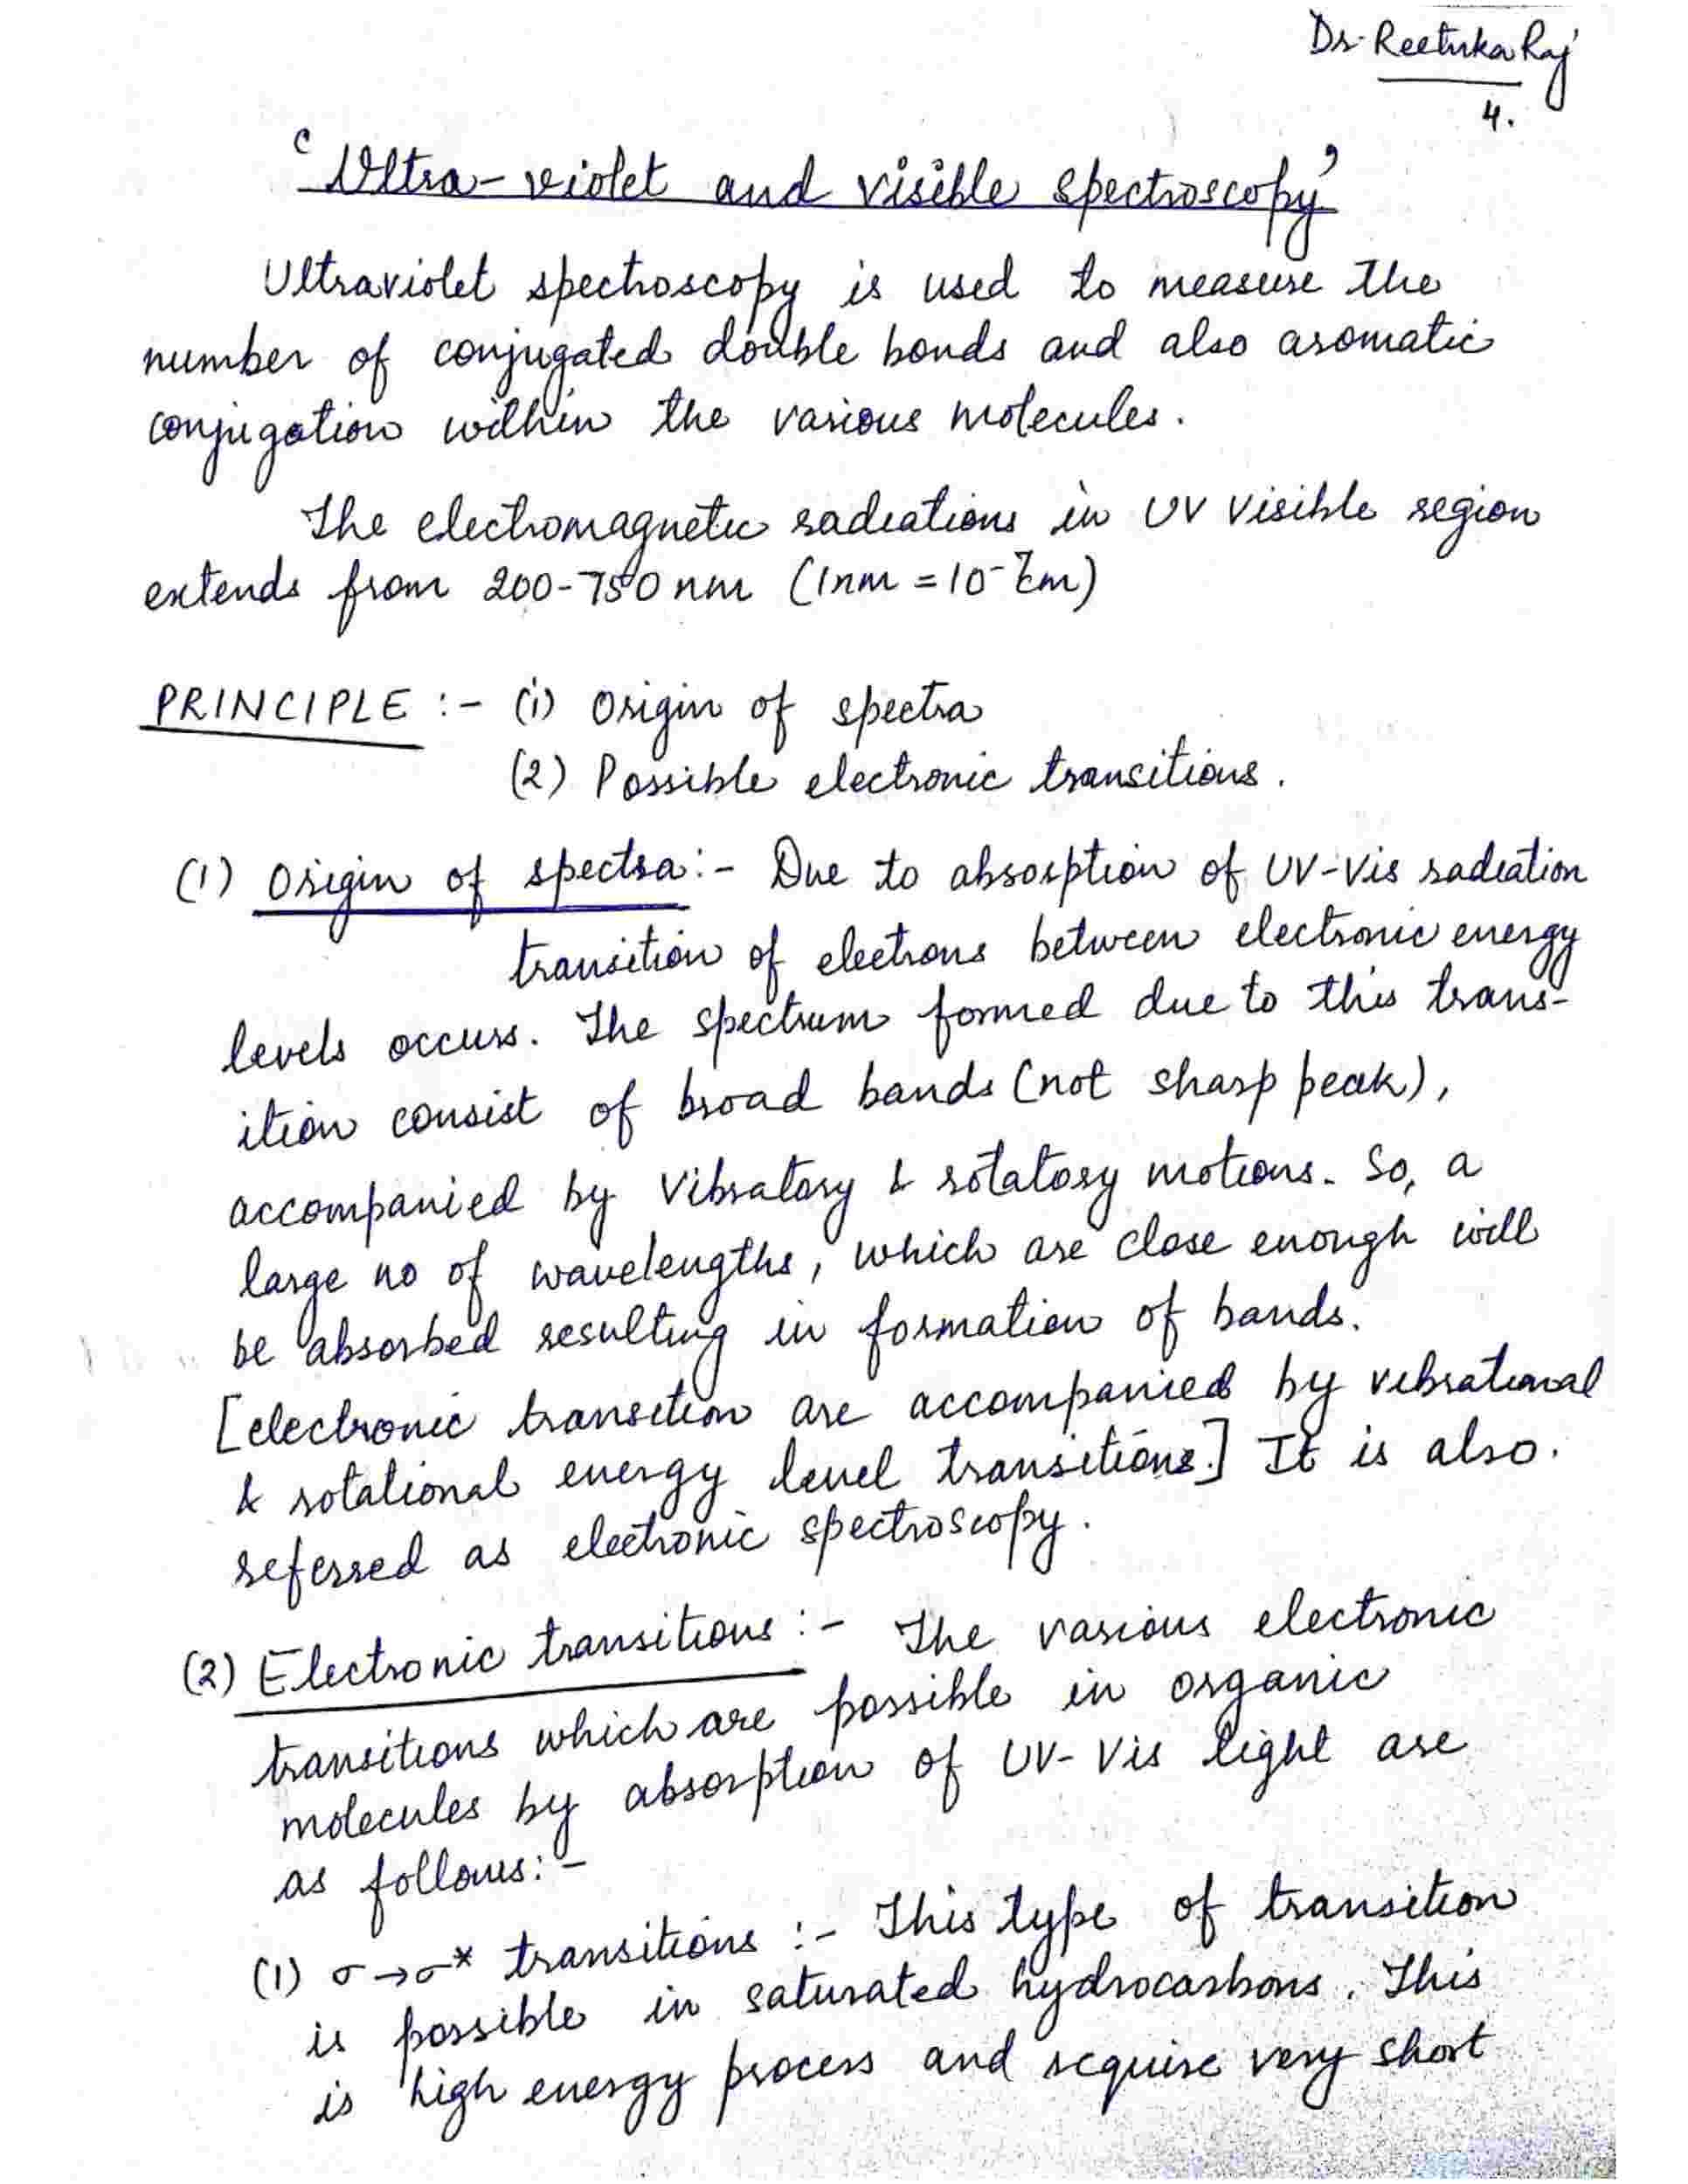 Dr. Reetuka Raj
4.
'Ultra-violet and visible spectroscopy'
Ultraviolet spectroscopy is used to measure the
number of conjugated double bonds and also aromatic
conjugation within the various molecules.
The electromagnetic radiations in UV visible region
extends from 200-750 nm (1nm = 10⁻⁷cm)
PRINCIPLE :- (1) Origin of spectra
(2) Possible electronic transitions.
(1) Origin of spectra:- Due to absorption of UV-Vis radiation
transition of electrons between electronic energy
levels occurs. The spectrum formed due to this trans-
ition consist of broad bands (not sharp peak),
accompanied by vibratory & rotatory motions. So, a
large no of wavelengths, which are close enough will
be absorbed resulting in formation of bands.
[electronic transition are accompanied by vibrational
& rotational energy level transitions.] It is also.
referred as electronic spectroscopy.
(2) Electronic transitions :- The various electronic
transitions which are possible in organic
molecules by absorption of UV-Vis light are
as follows:-
(1) σ→σ* transitions :- This type of transition
is possible in saturated hydrocarbons. This
is high energy process and require very short